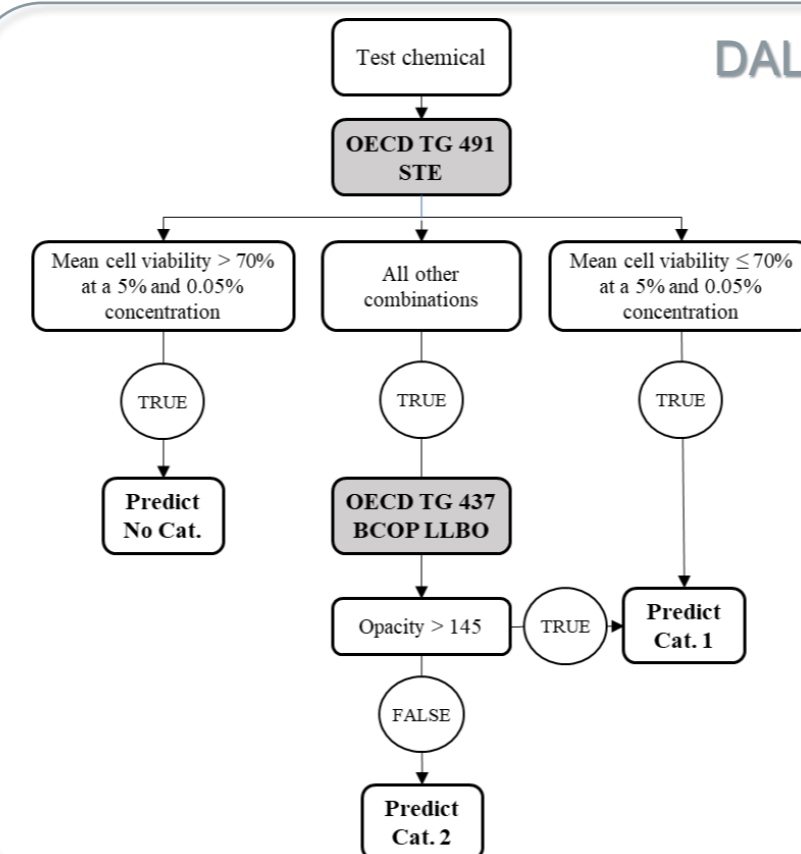 DAL
Test chemical
OECD TG 491
STE
Mean cell viability > 70%
at a 5% and 0.05%
concentration
All other
combinations
Mean cell viability ≤ 70%
at a 5% and 0.05%
concentration
TRUE
TRUE
TRUE
Predict
No Cat.
OECD TG 437
BCOP LLBO
Opacity > 145
TRUE
Predict
Cat. 1
FALSE
Predict
Cat. 2